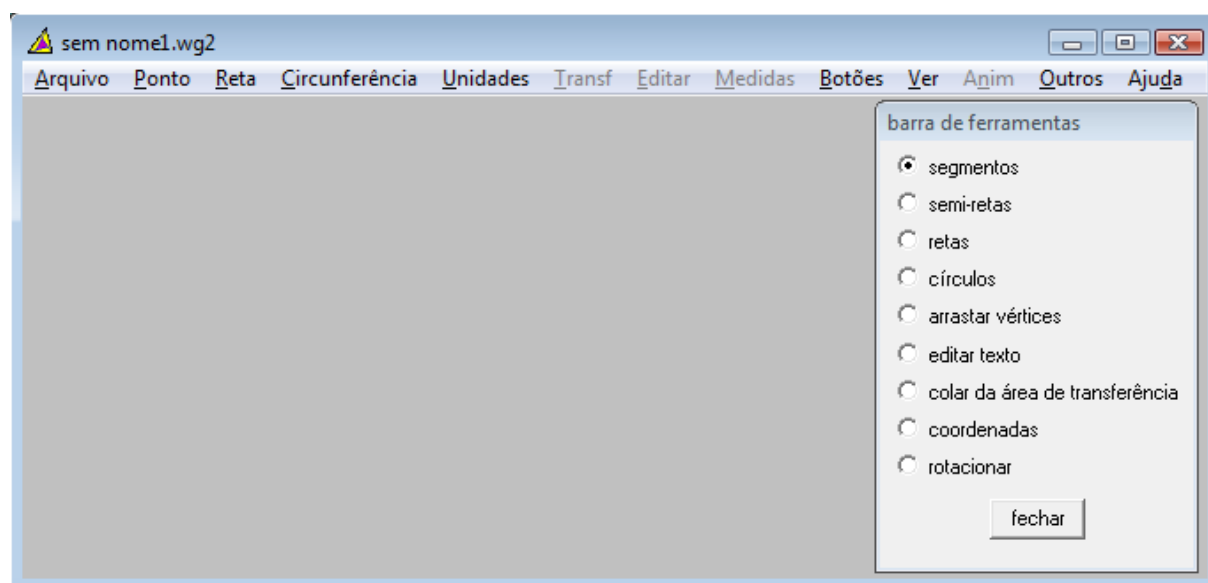 sem nome1.wg2
Arquivo Ponto Reta Circunferência Unidades Transf Editar Medidas Botões Ver Anim Outros Ajuda
barra de ferramentas
segmentos
semi-retas
retas
círculos
arrastar vértices
editar texto
colar da área de transferência
coordenadas
rotacionar
fechar